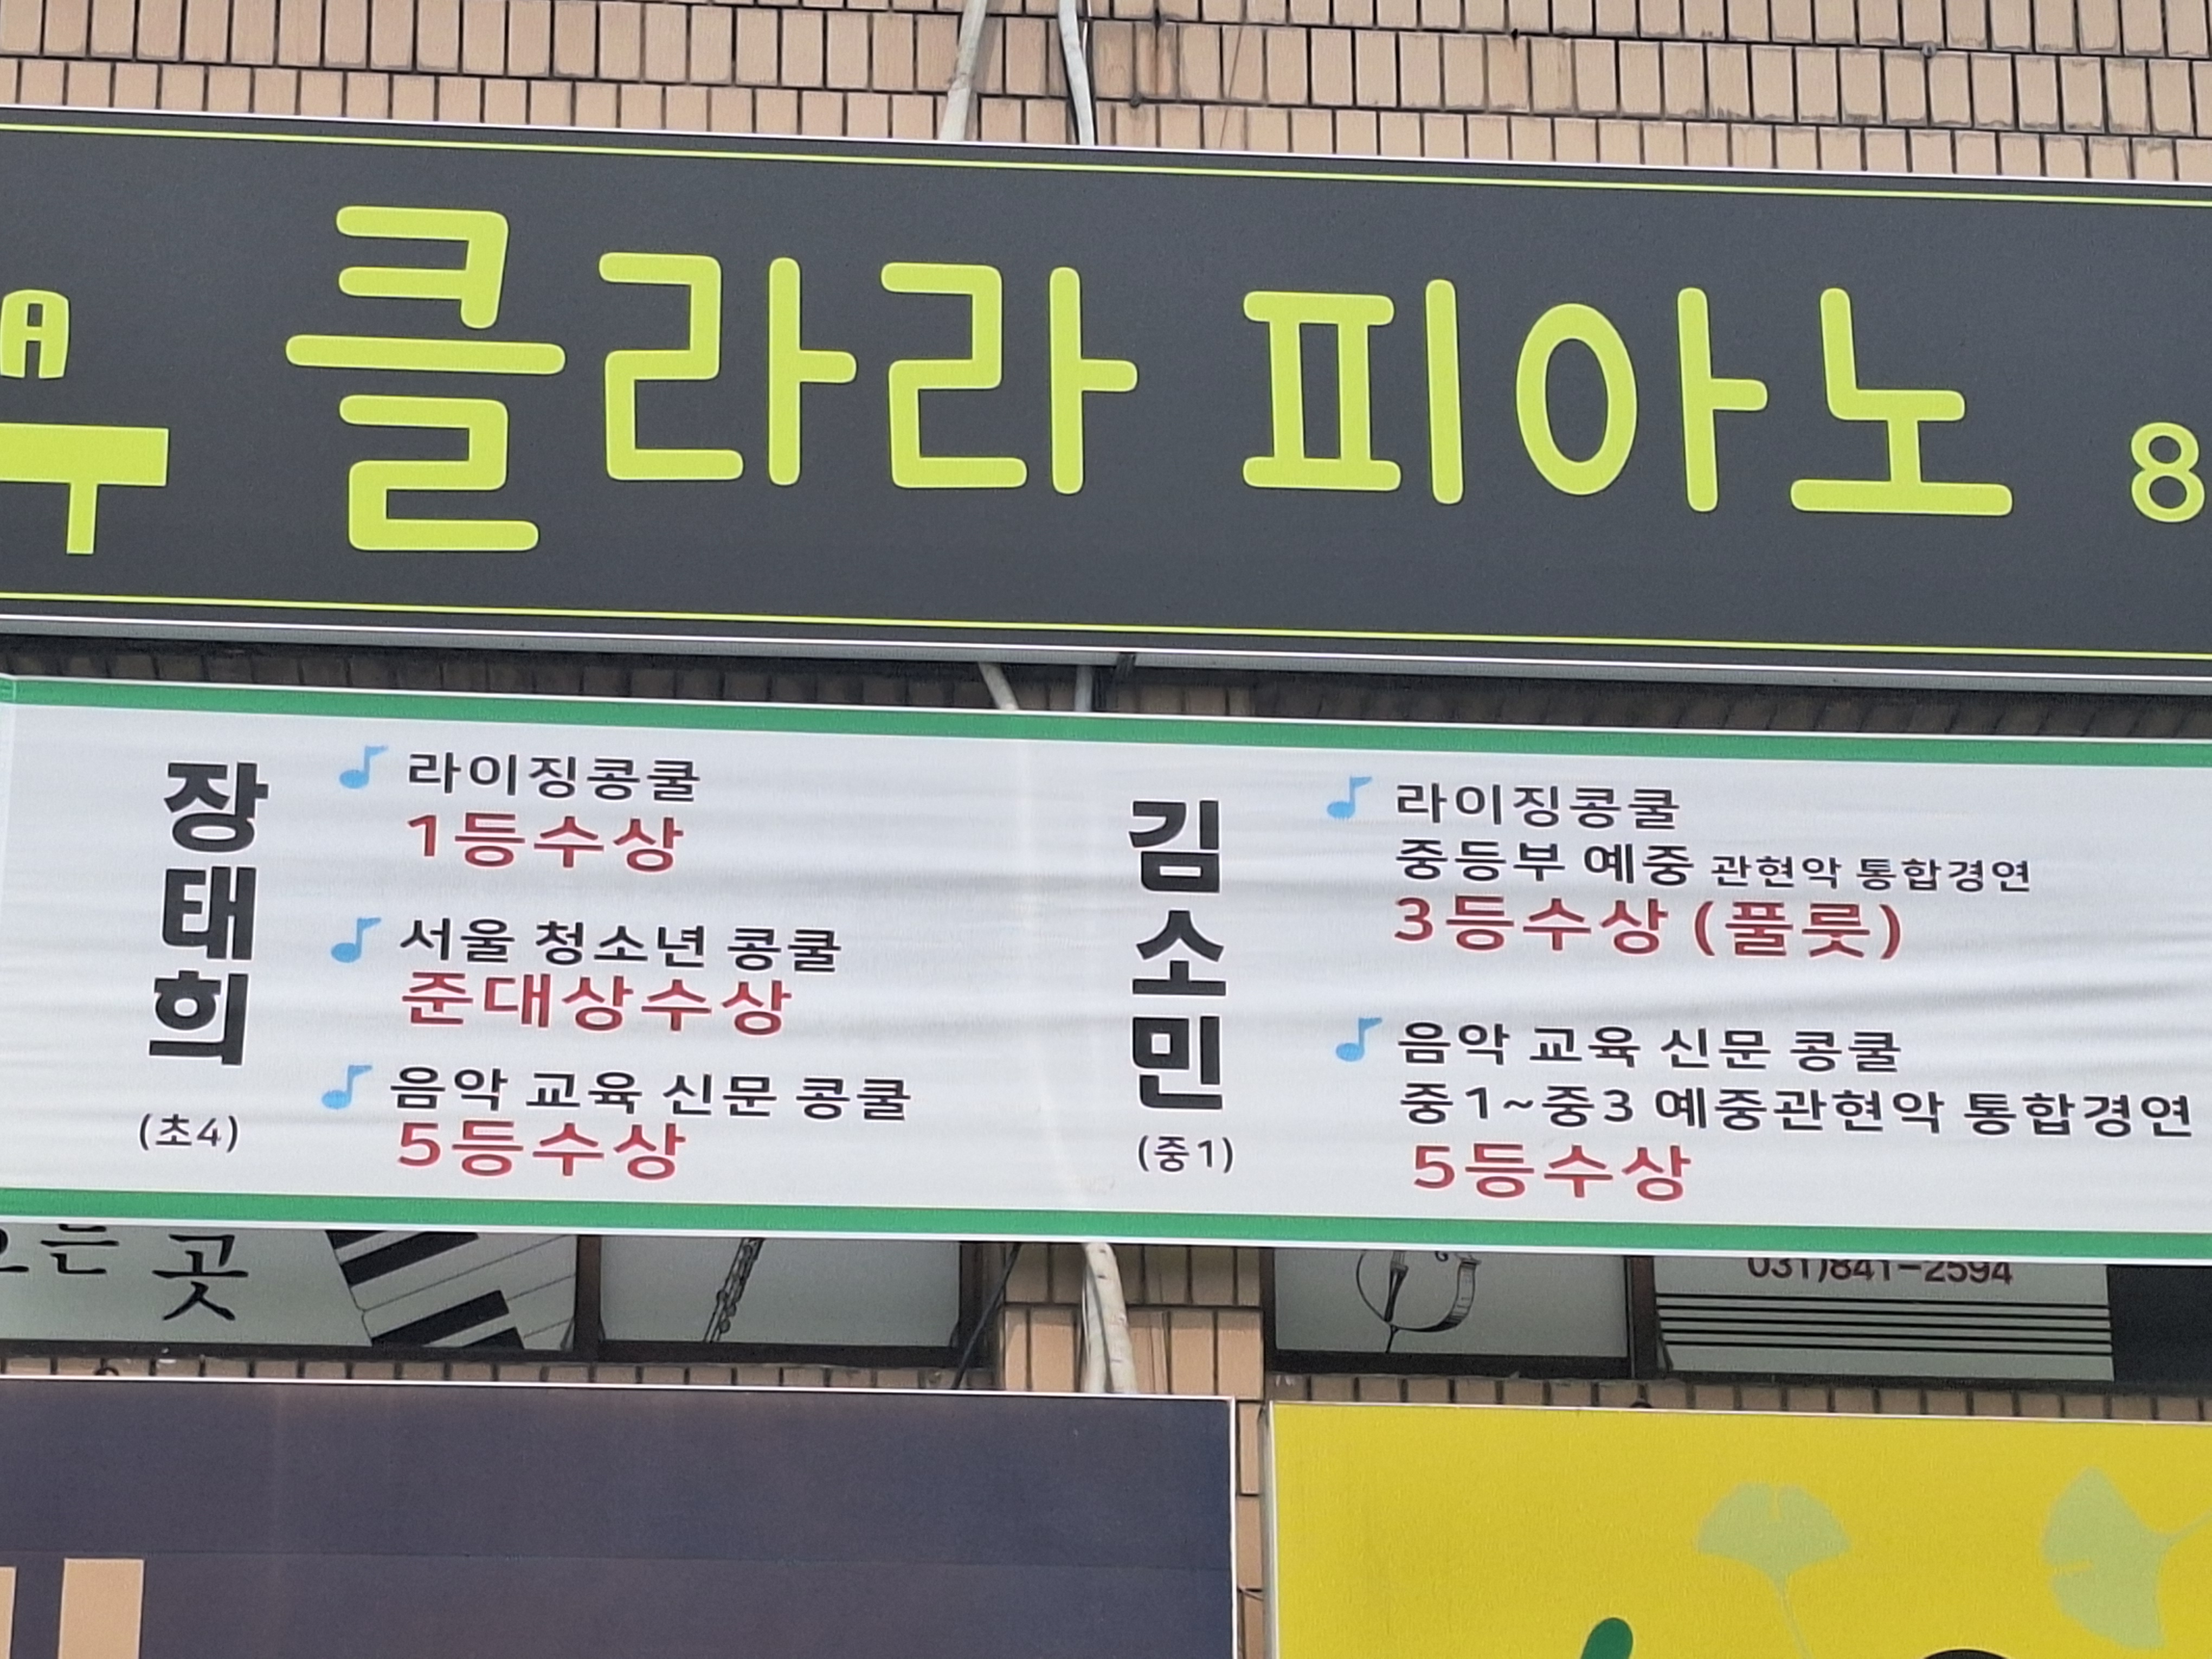 클라라 피아노 8
장태희
(초4)
라이징콩쿨
1등수상
서울 청소년 콩쿨
준대상수상
음악 교육 신문 콩쿨
5등수상
김소민
(중1)
라이징콩쿨
중등부 예중 관현악 통합경연
3등수상 (풀룻)
음악 교육 신문 콩쿨
중1~중3 예중관현악 통합경연
5등수상
는 곳
031)841-2594